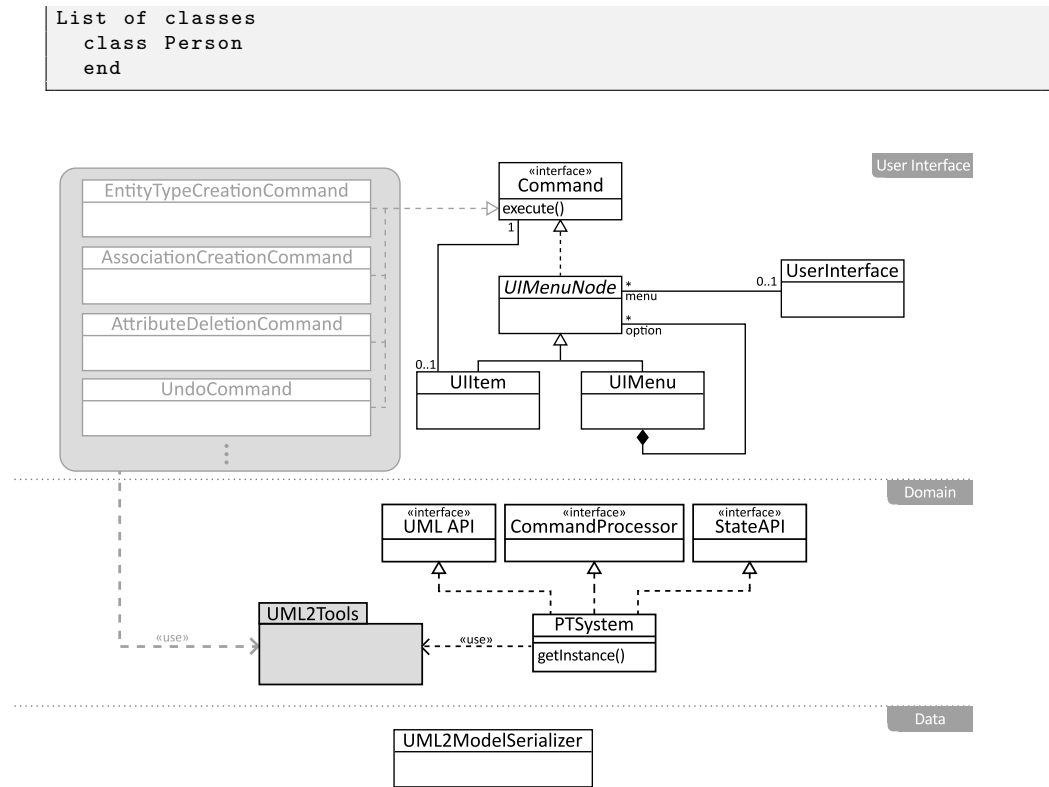 List of classes
class Person
end
User Interface
«interface»
Command
execute()
1
EntityTypeCreationCommand
AssociationCreationCommand
AttributeDeletionCommand
UndoCommand
UIMenuNode
*
menu
0..1
UserInterface
*
option
0..1
UIItem
UIMenu
Domain
«interface»
UML API
«interface»
CommandProcessor
«interface»
StateAPI
UML2Tools
«use»
«use»
PTSystem
getInstance()
Data
UML2ModelSerializer